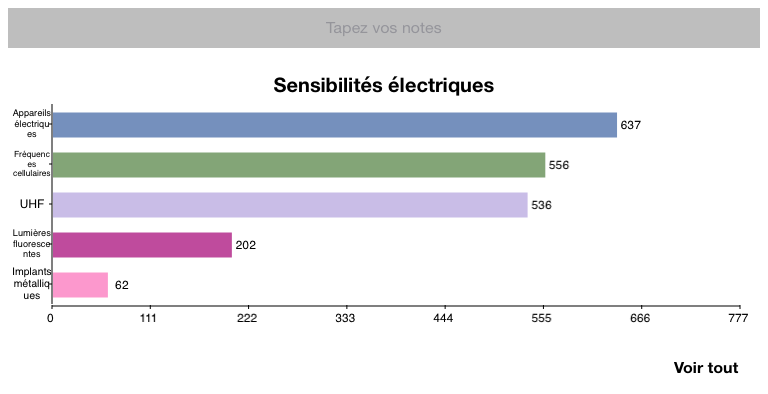 Tapez vos notes
Sensibilités électriques
Appareils
électriqu
es
637
Fréquenc
es
cellulaires
556
UHF
536
Lumières
fluoresce
ntes
202
Implants
métalliq
ues
62
0 111 222 333 444 555 666 777
Voir tout